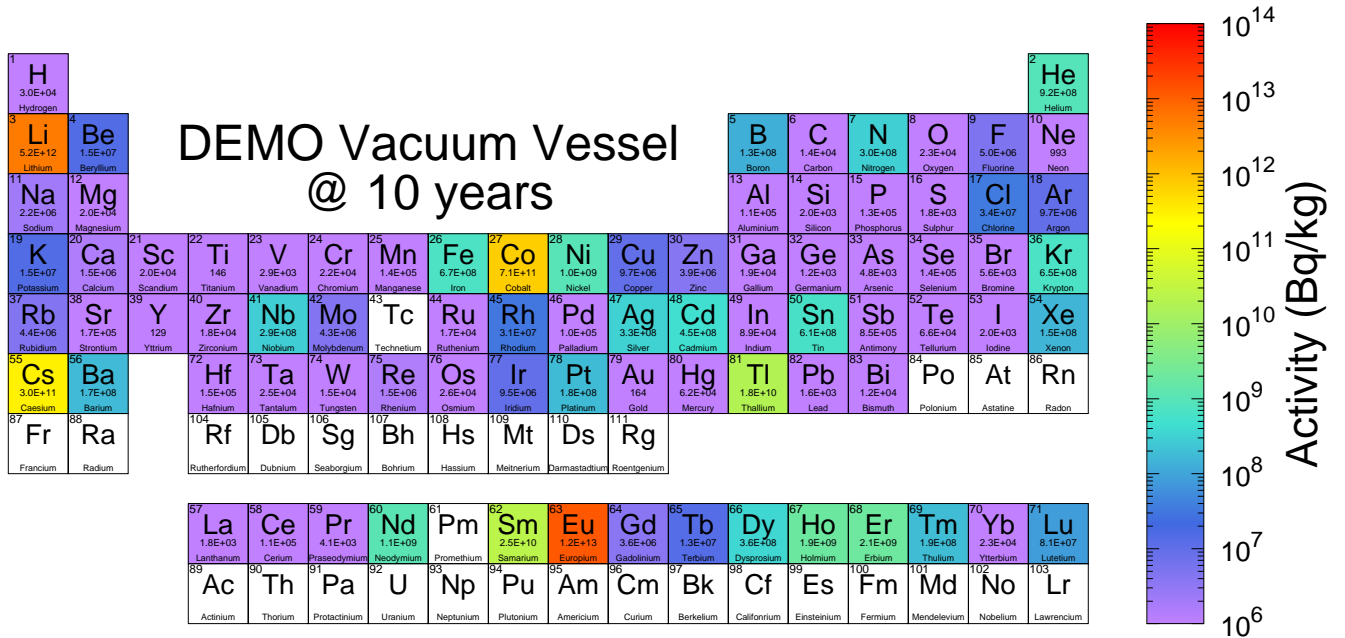 DEMO Vacuum Vessel
@ 10 years
1 H 3.0E+04 Hydrogen
2 He 9.2E+08 Helium
3 Li 5.2E+12 Lithium
4 Be 1.5E+07 Beryllium
5 B 1.3E+08 Boron
6 C 1.4E+04 Carbon
7 N 3.0E+08 Nitrogen
8 O 2.3E+04 Oxygen
9 F 5.0E+06 Fluorine
10 Ne 993 Neon
11 Na 2.2E+06 Sodium
12 Mg 2.0E+04 Magnesium
13 Al 1.1E+05 Aluminium
14 Si 2.0E+03 Silicon
15 P 1.3E+05 Phosphorus
16 S 1.8E+03 Sulphur
17 Cl 3.4E+07 Chlorine
18 Ar 9.7E+06 Argon
19 K 1.5E+07 Potassium
20 Ca 1.5E+06 Calcium
21 Sc 2.0E+04 Scandium
22 Ti 146 Titanium
23 V 2.9E+03 Vanadium
24 Cr 2.2E+04 Chromium
25 Mn 1.4E+05 Manganese
26 Fe 6.7E+08 Iron
27 Co 7.1E+11 Cobalt
28 Ni 1.0E+09 Nickel
29 Cu 9.7E+06 Copper
30 Zn 3.9E+06 Zinc
31 Ga 1.9E+04 Gallium
32 Ge 1.2E+03 Germanium
33 As 4.8E+03 Arsenic
34 Se 1.4E+05 Selenium
35 Br 5.6E+03 Bromine
36 Kr 6.5E+08 Krypton
37 Rb 4.4E+06 Rubidium
38 Sr 1.7E+05 Strontium
39 Y 129 Yttrium
40 Zr 1.8E+04 Zirconium
41 Nb 2.9E+08 Niobium
42 Mo 4.3E+06 Molybdenum
43 Tc Technetium
44 Ru 1.7E+04 Ruthenium
45 Rh 3.1E+07 Rhodium
46 Pd 1.0E+05 Palladium
47 Ag 3.3E+08 Silver
48 Cd 4.5E+08 Cadmium
49 In 8.9E+04 Indium
50 Sn 6.1E+08 Tin
51 Sb 8.5E+05 Antimony
52 Te 6.6E+04 Tellurium
53 I 2.0E+03 Iodine
54 Xe 1.5E+08 Xenon
55 Cs 3.0E+11 Caesium
56 Ba 1.7E+08 Barium
72 Hf 1.5E+05 Hafnium
73 Ta 2.5E+04 Tantalum
74 W 1.5E+04 Tungsten
75 Re 1.5E+06 Rhenium
76 Os 2.6E+04 Osmium
77 Ir 9.5E+06 Iridium
78 Pt 1.8E+08 Platinum
79 Au 164 Gold
80 Hg 6.2E+04 Mercury
81 Tl 1.8E+10 Thallium
82 Pb 1.6E+03 Lead
83 Bi 1.2E+04 Bismuth
84 Po Polonium
85 At Astatine
86 Rn Radon
87 Fr Francium
88 Ra Radium
104 Rf Rutherfordium
105 Db Dubnium
106 Sg Seaborgium
107 Bh Bohrium
108 Hs Hassium
109 Mt Meitnerium
110 Ds Darmastadtium
111 Rg Roentgenium
57 La 1.8E+03 Lanthanum
58 Ce 1.1E+05 Cerium
59 Pr 3.1E+04 Praseodymium
60 Nd 1.1E+09 Neodymium
61 Pm Promethium
62 Sm 2.5E+10 Samarium
63 Eu 1.2E+13 Europium
64 Gd 3.6E+06 Gadolinium
65 Tb 1.3E+07 Terbium
66 Dy 3.6E+08 Dysprosium
67 Ho 1.9E+09 Holmium
68 Er 2.1E+09 Erbium
69 Tm 1.9E+08 Thulium
70 Yb 2.3E+04 Ytterbium
71 Lu 8.1E+07 Lutetium
89 Ac Actinium
90 Th Thorium
91 Pa Protactinium
92 U Uranium
93 Np Neptunium
94 Pu Plutonium
95 Am Americium
96 Cm Curium
97 Bk Berkelium
98 Cf Califonrium
99 Es Einsteinium
100 Fm Fermium
101 Md Mendelevium
102 No Nobelium
103 Lr Lawrencium
10^14
10^13
10^12
10^11
10^10
10^9
10^8
10^7
10^6
Activity (Bq/kg)